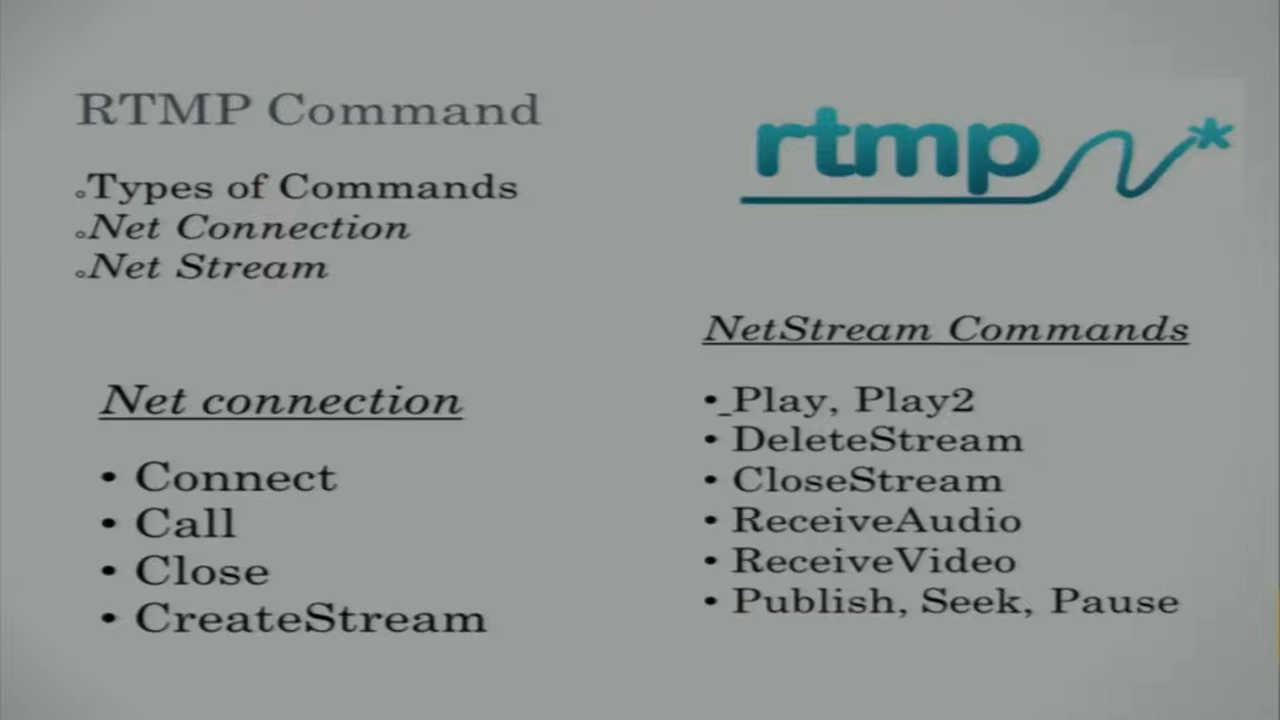 RTMP Command
rtmp
Types of Commands
Net Connection
Net Stream
Net connection
• Connect
• Call
• Close
• CreateStream
NetStream Commands
• Play, Play2
• DeleteStream
• CloseStream
• ReceiveAudio
• ReceiveVideo
• Publish, Seek, Pause